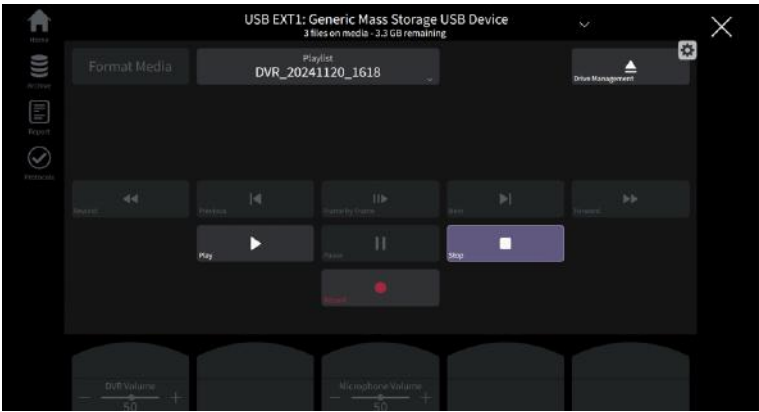 USB EXT1: Generic Mass Storage USB Device
3 files on media - 3.3 GB remaining
Home
Archive
Report
Protocols
Format Media
Playlist
DVR_20241120_1618
Drive Management
Rewind
Previous
Frame by Frame
Next
Forward
Play
Pause
Stop
Record
DVR Volume
50
Microphone Volume
50